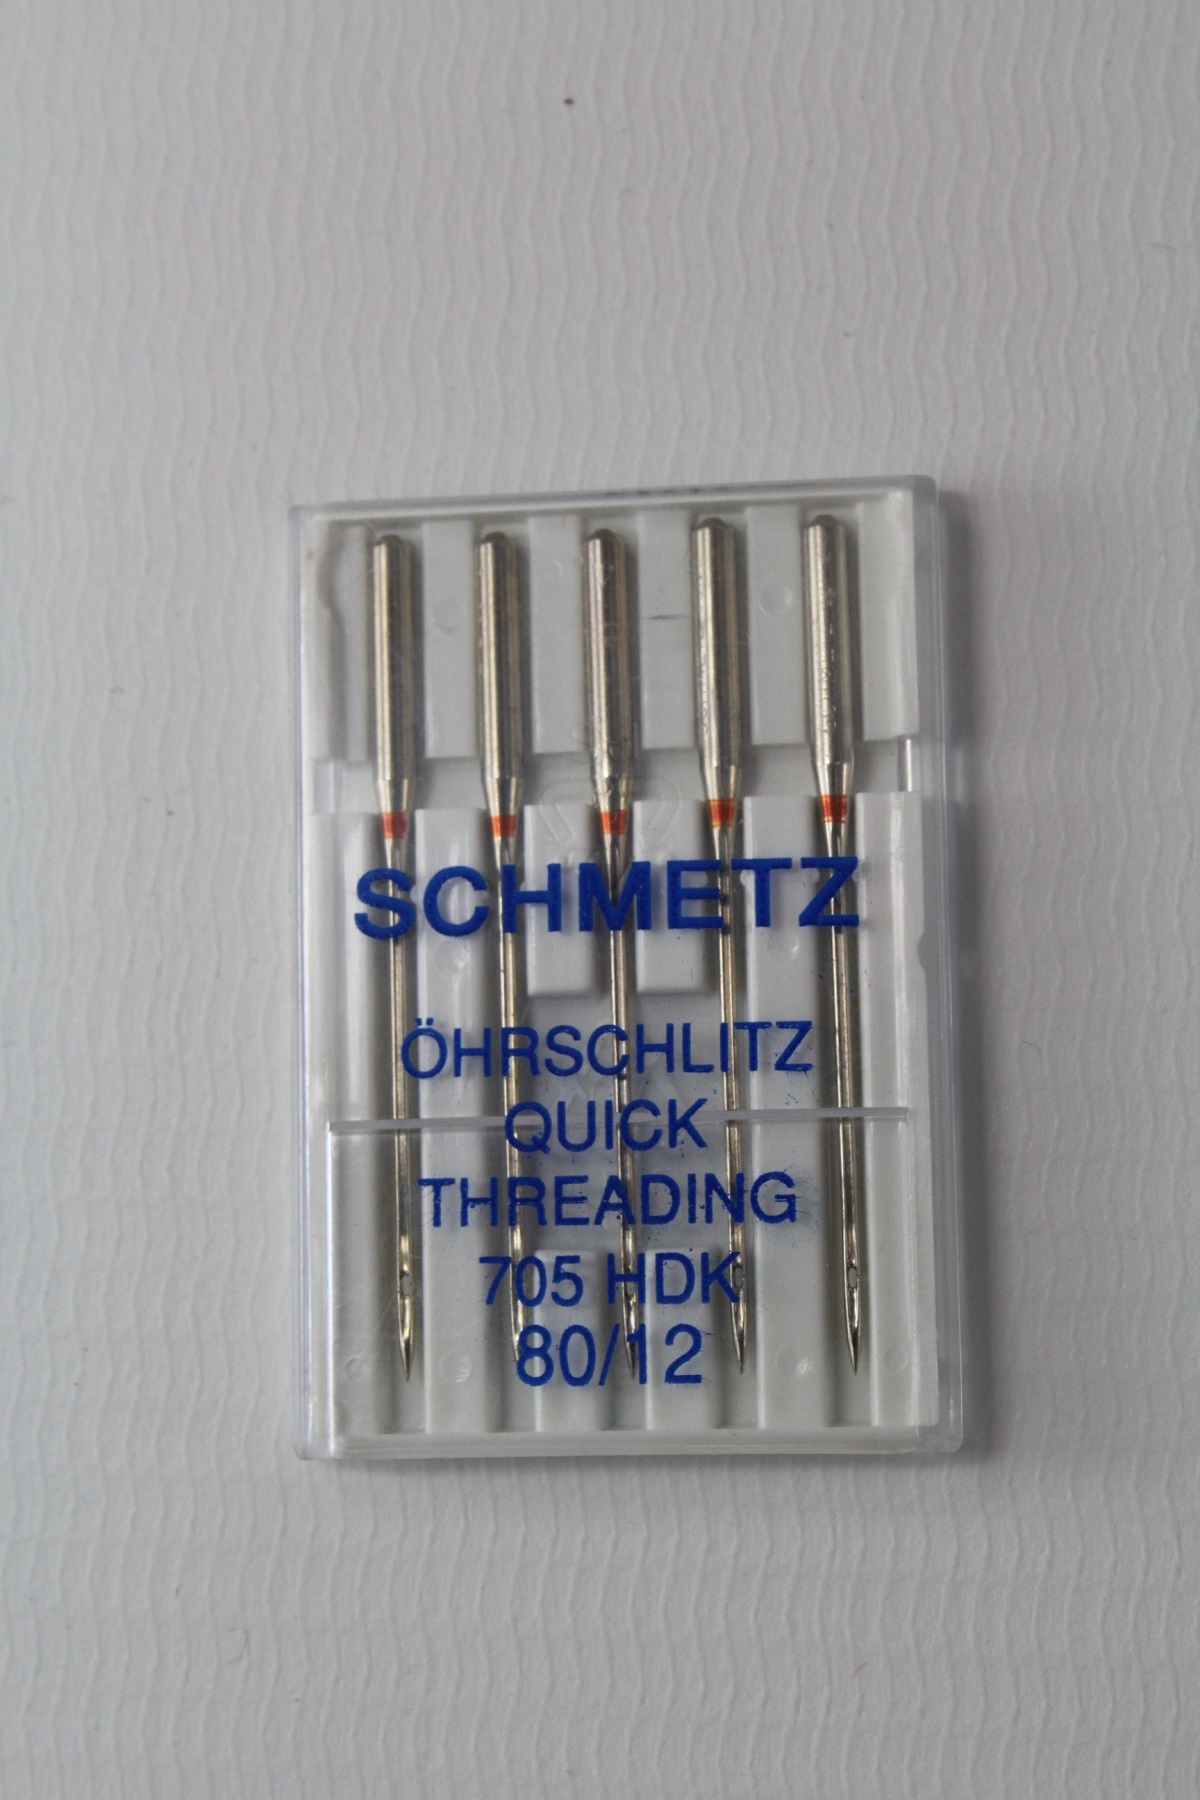 SCHMETZ
ÖHRSCHLITZ
QUICK
THREADING
705 HDK
80/12